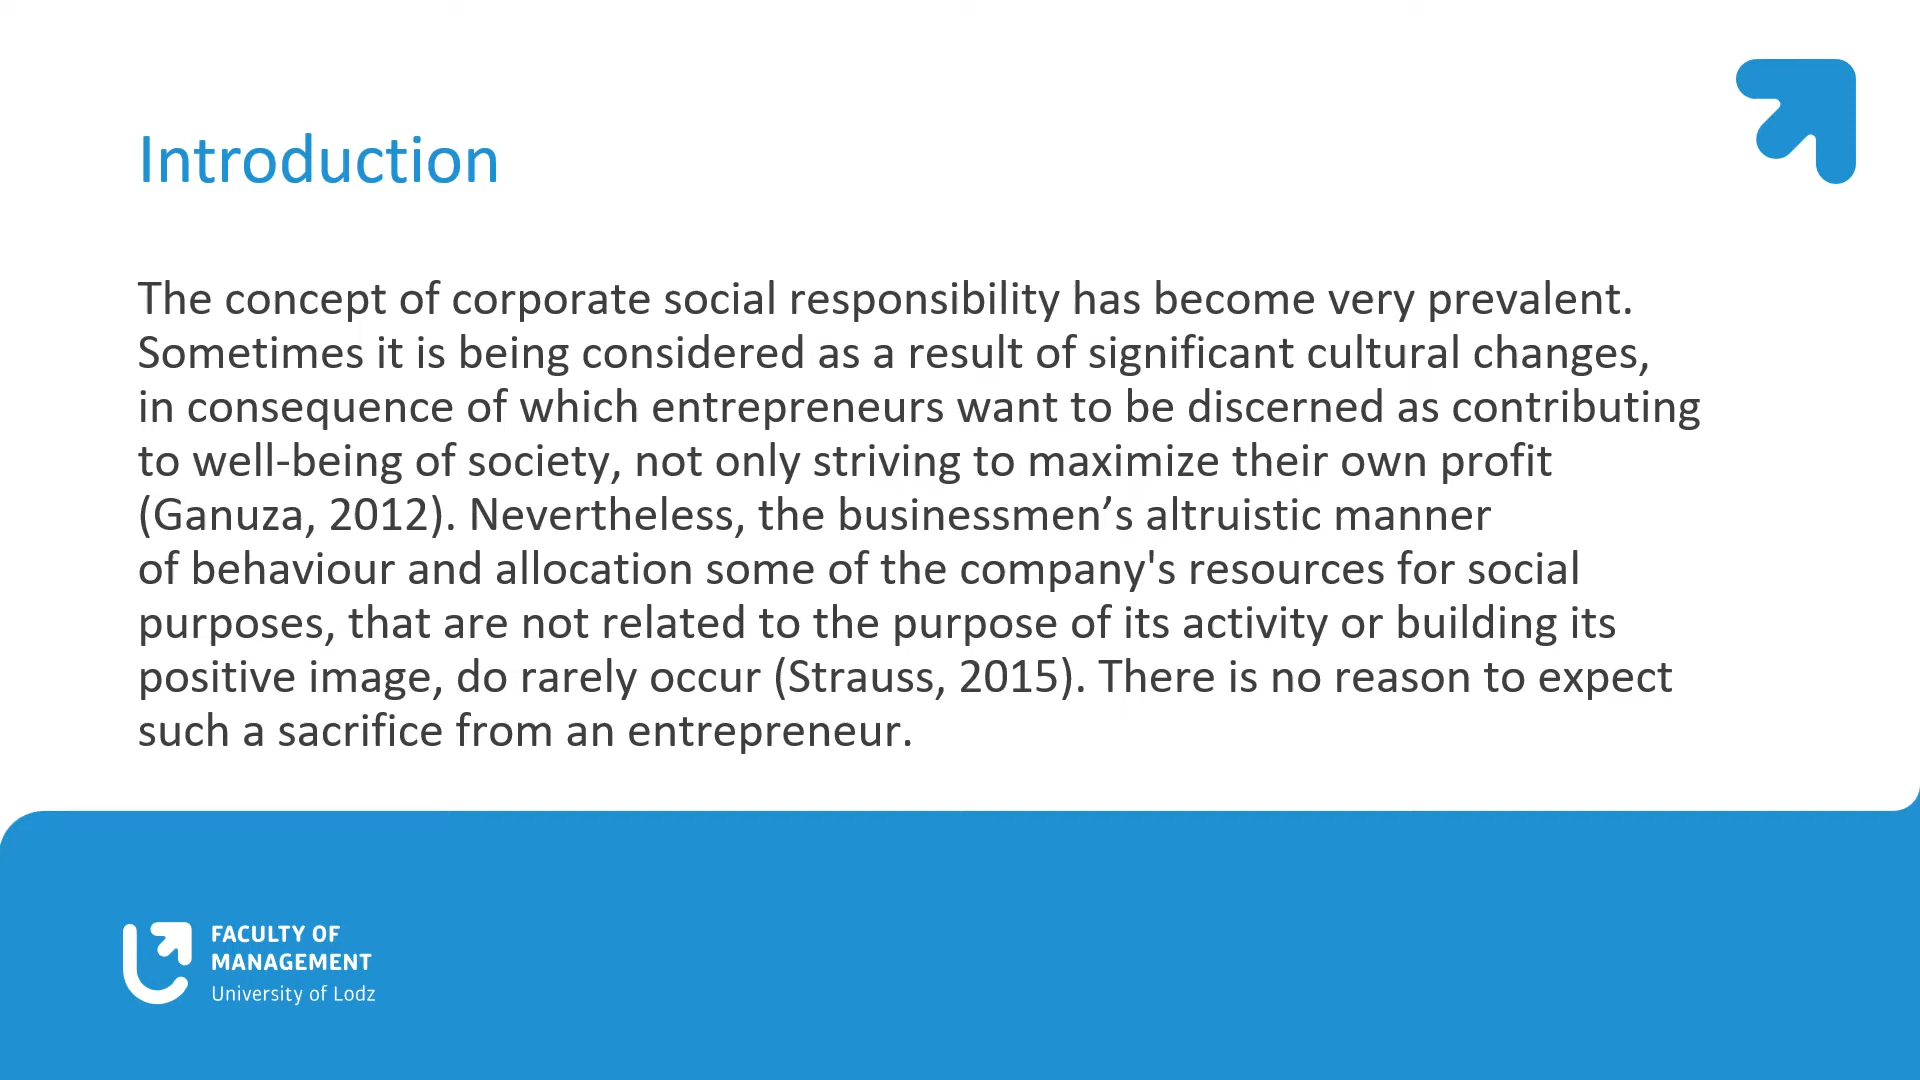 Introduction
The concept of corporate social responsibility has become very prevalent.
Sometimes it is being considered as a result of significant cultural changes,
in consequence of which entrepreneurs want to be discerned as contributing
to well-being of society, not only striving to maximize their own profit
(Ganuza, 2012). Nevertheless, the businessmen’s altruistic manner
of behaviour and allocation some of the company's resources for social
purposes, that are not related to the purpose of its activity or building its
positive image, do rarely occur (Strauss, 2015). There is no reason to expect
such a sacrifice from an entrepreneur.
FACULTY OF
MANAGEMENT
University of Lodz